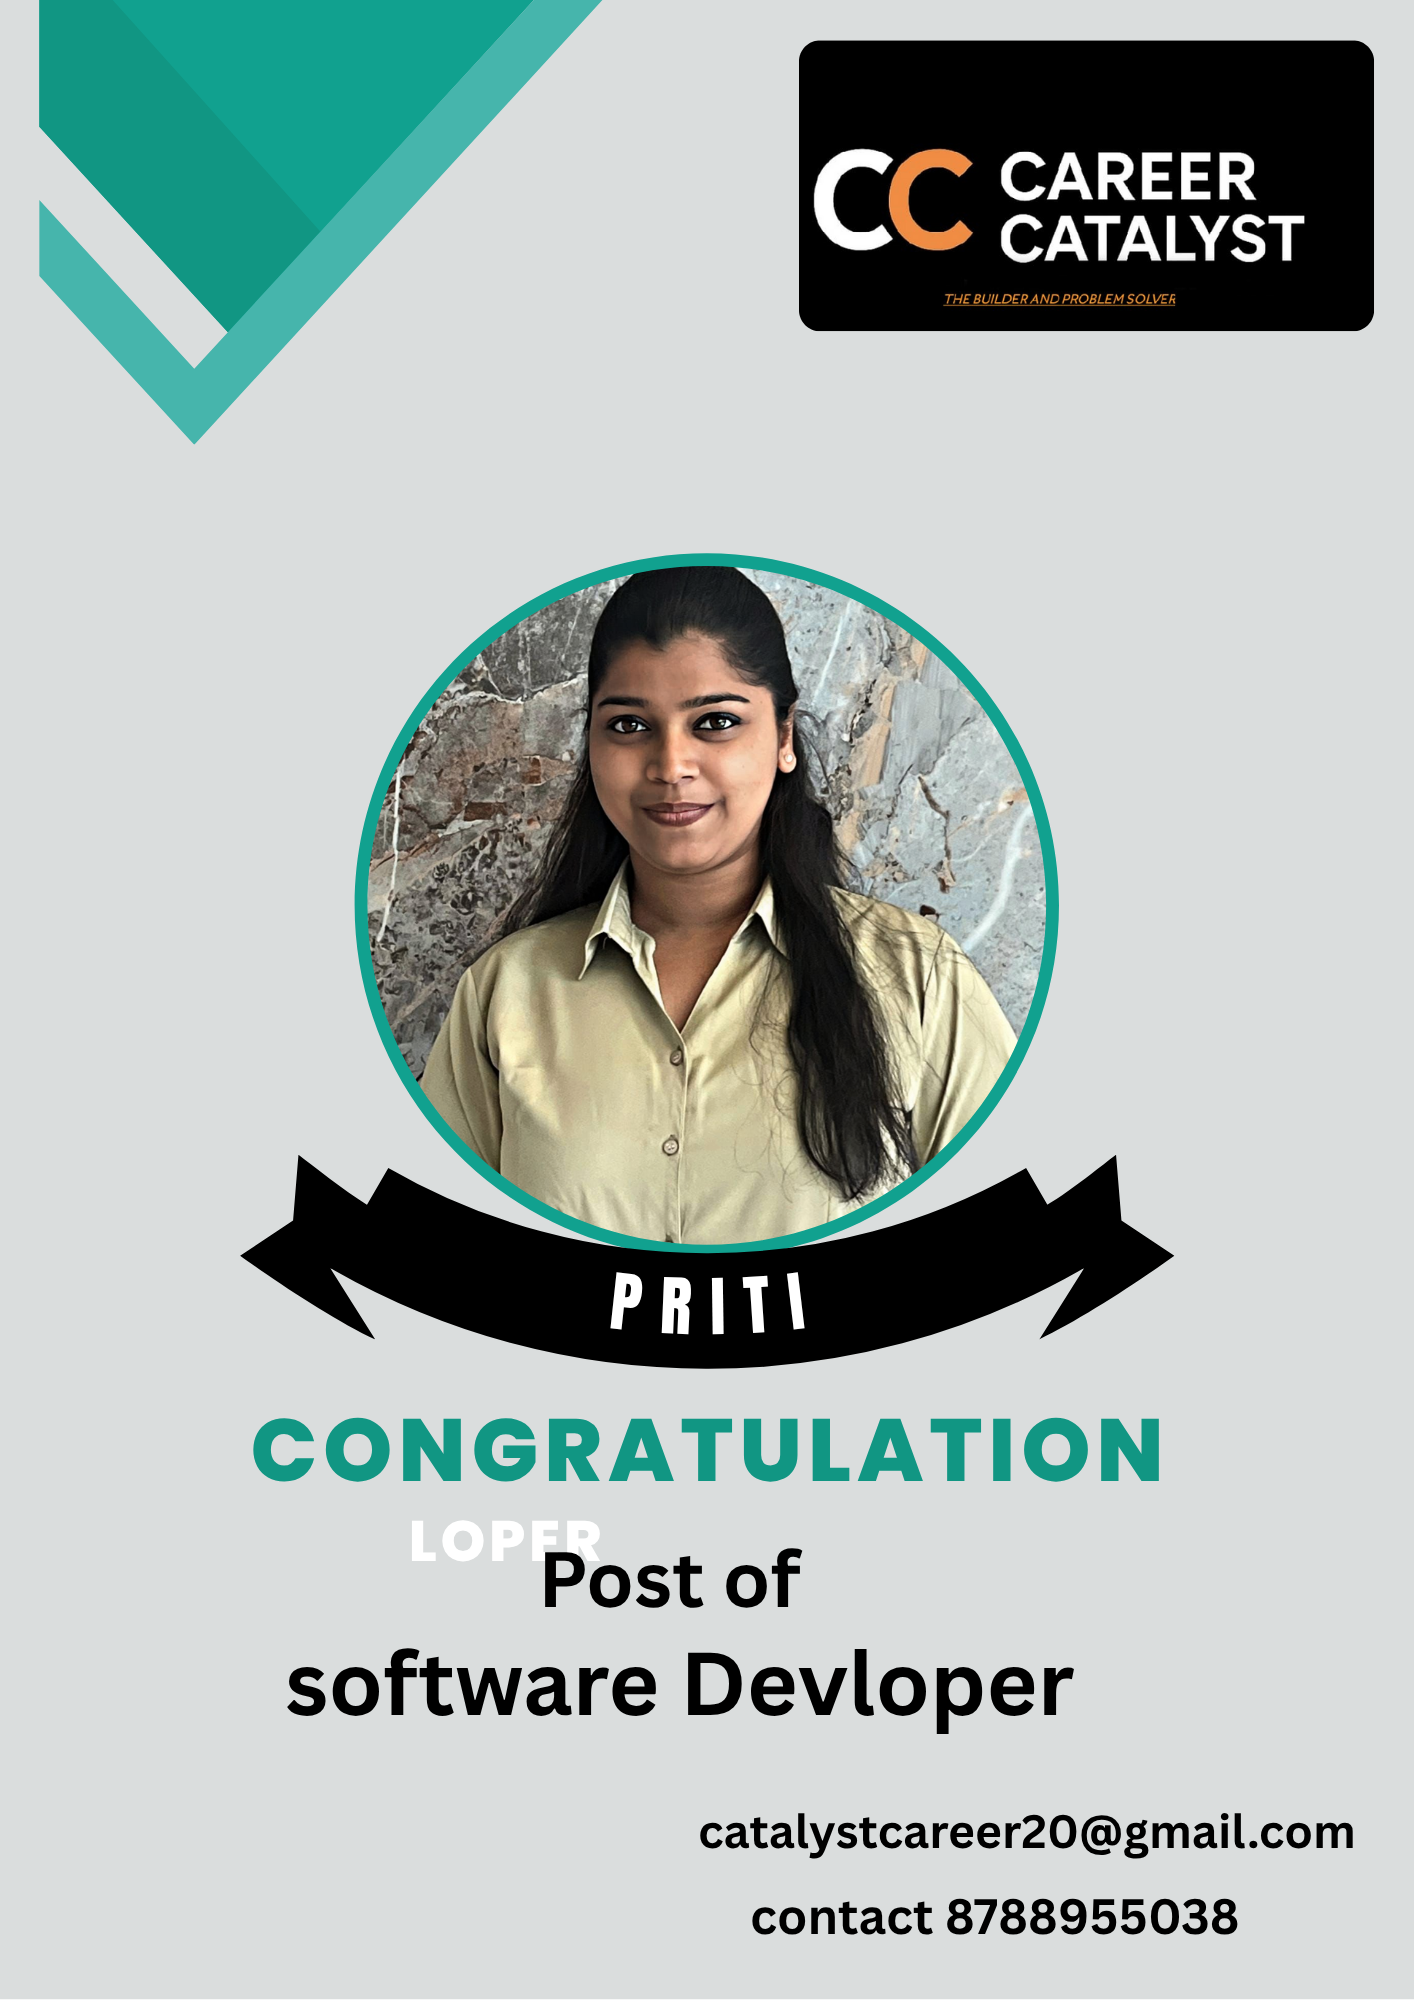 CC CAREER
CATALYST
THE BUILDER AND PROBLEM SOLVER
PRITI
CONGRATULATION
LOPER
Post of
software Devloper
catalystcareer20@gmail.com
contact 8788955038